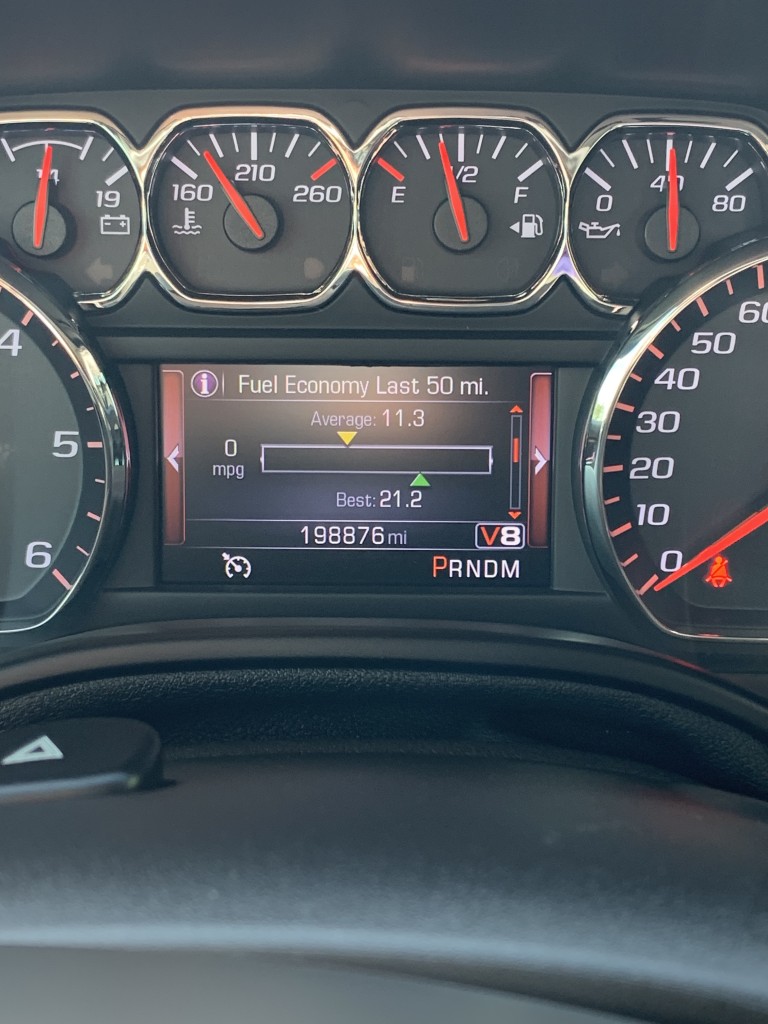 14 19
160 210 260
E 1/2 F
0 40 80
4
5
6
Fuel Economy Last 50 mi.
Average: 11.3
0
mpg
Best: 21.2
198876 mi V8
PRNDM
60
50
40
30
20
10
0